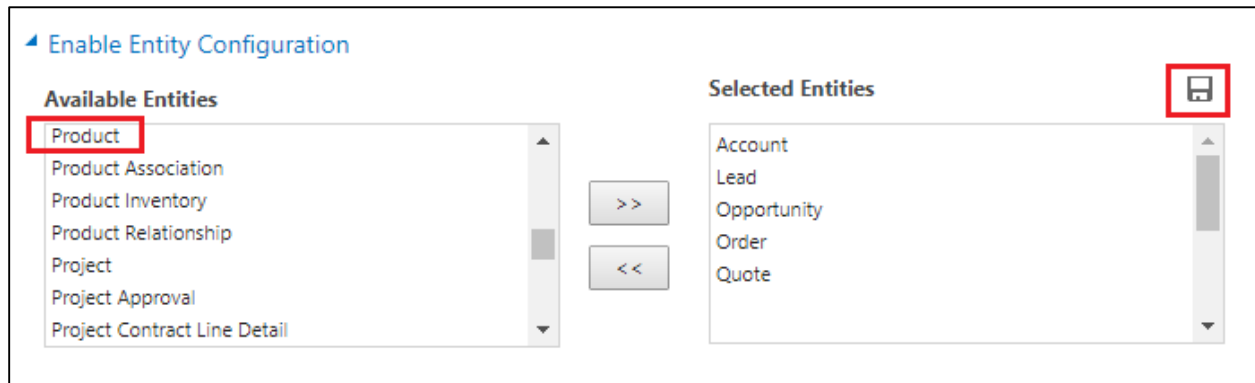 Enable Entity Configuration
Available Entities
Product
Product Association
Product Inventory
Product Relationship
Project
Project Approval
Project Contract Line Detail
>>
<<
Selected Entities
Account
Lead
Opportunity
Order
Quote